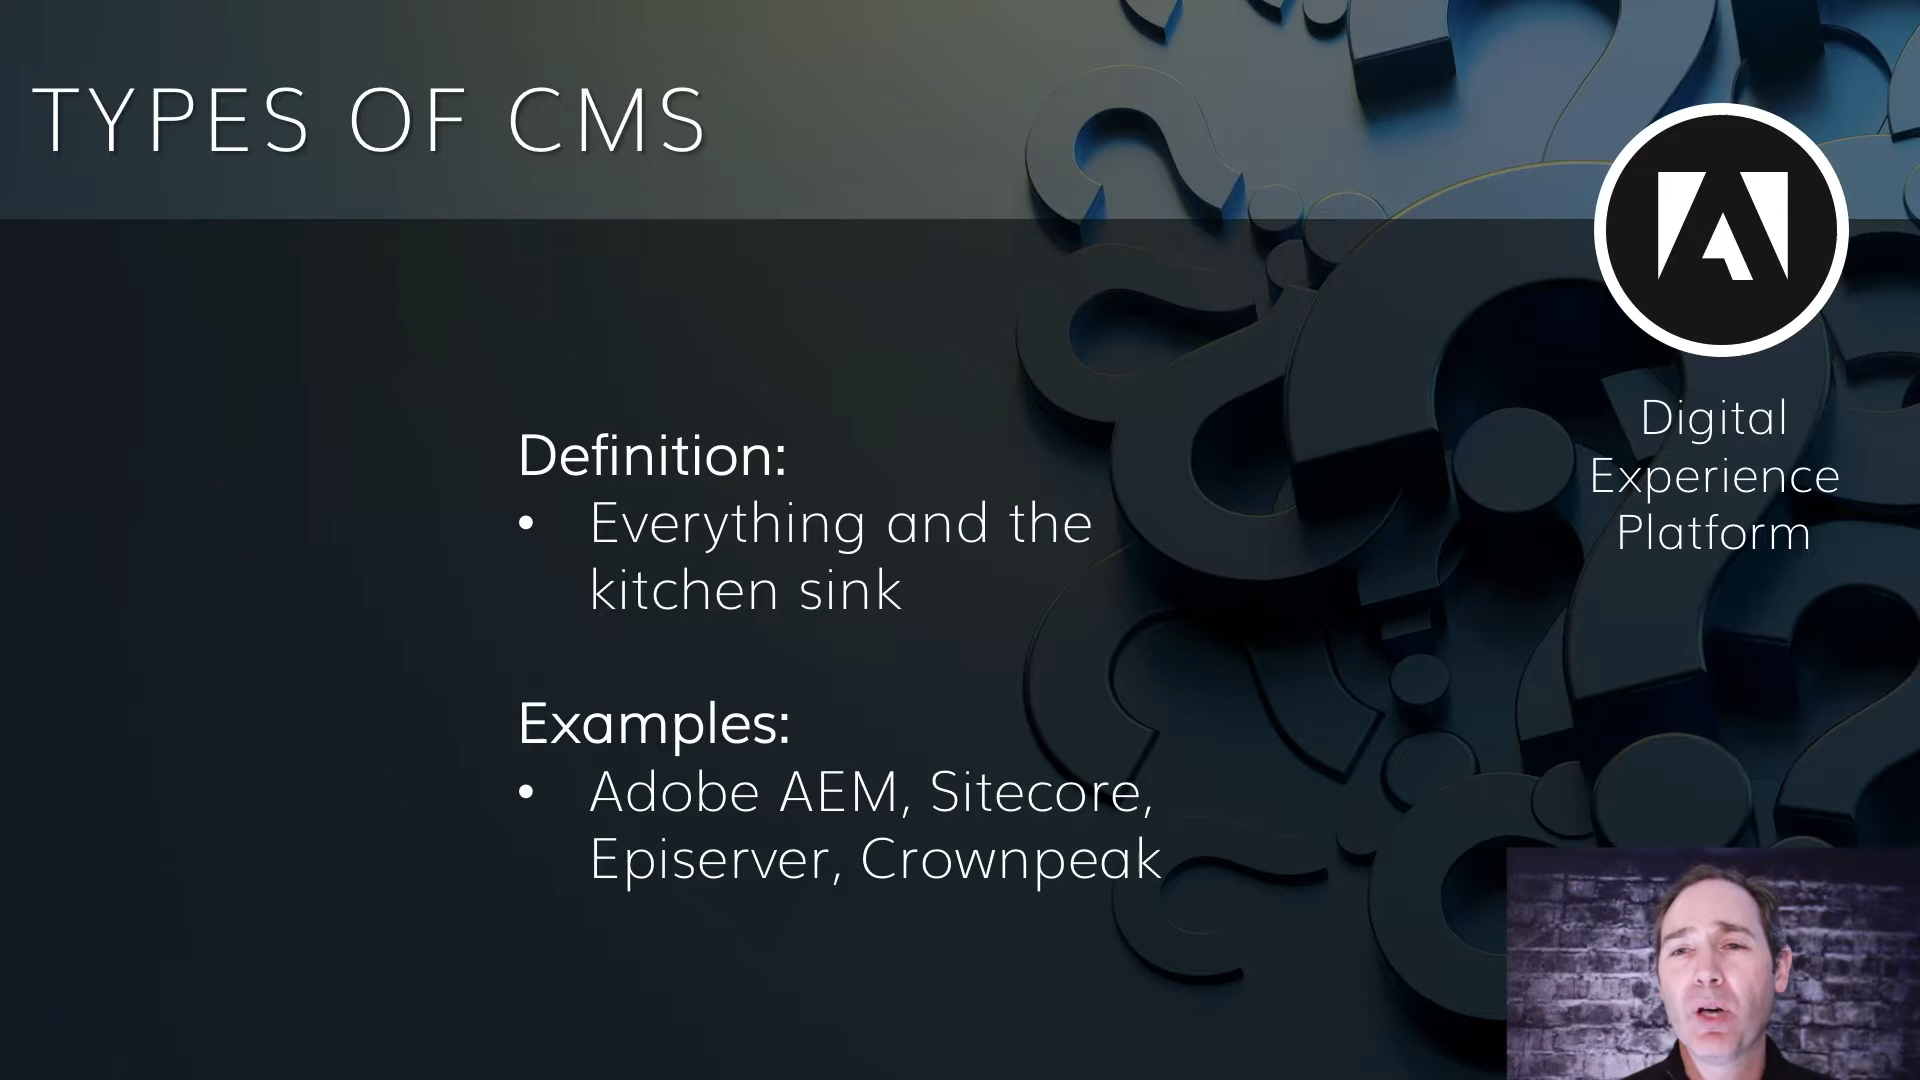 TYPES OF CMS
Digital
Experience
Platform
Definition:
• Everything and the
kitchen sink
Examples:
• Adobe AEM, Sitecore,
Episerver, Crownpeak